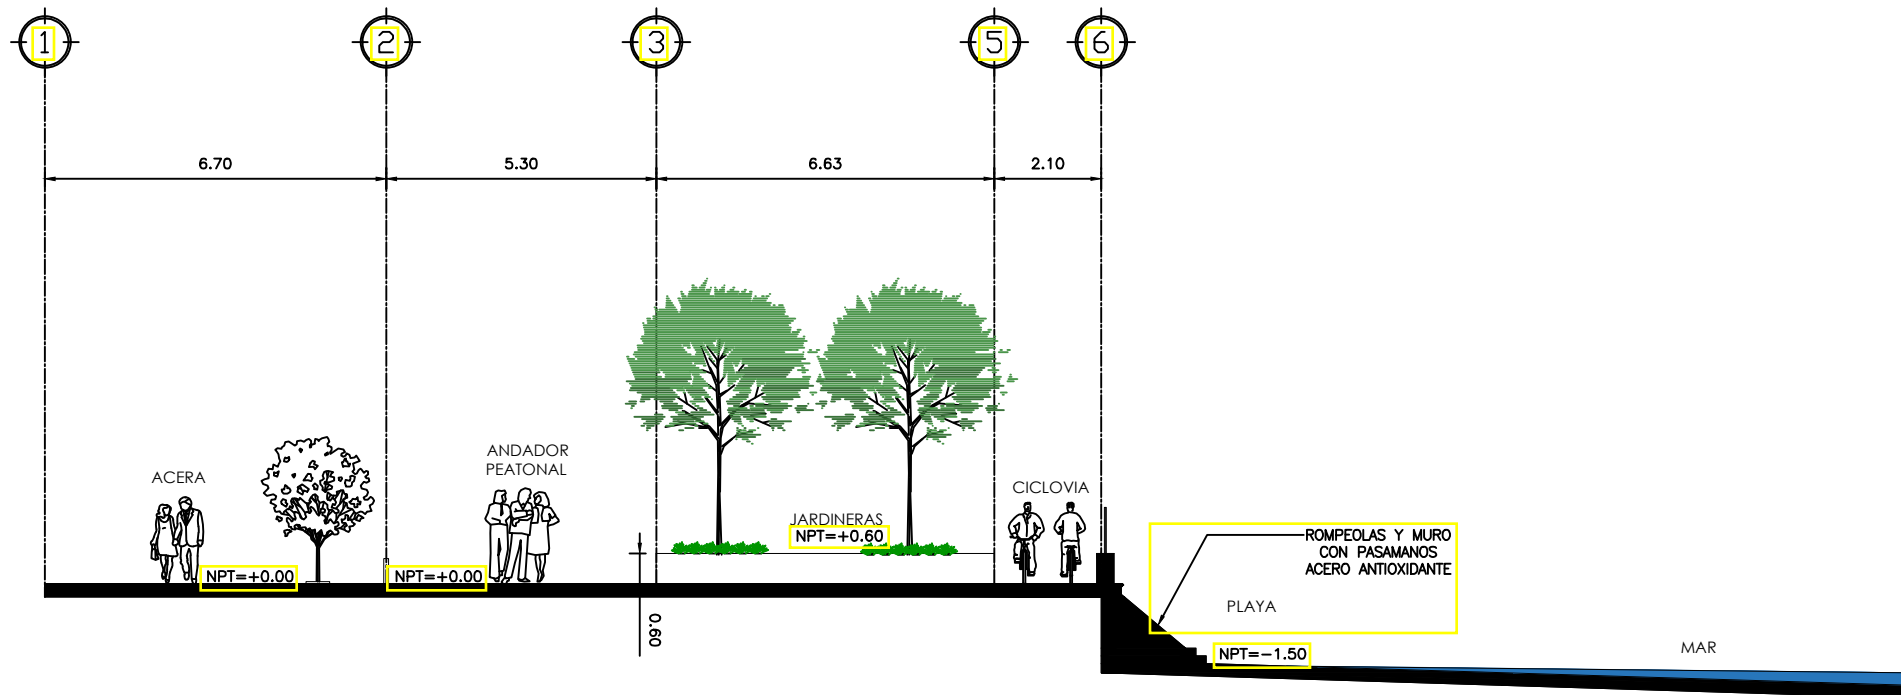 1 2 3 5 6
6.70 5.30 6.63 2.10
ANDADOR
PEATONAL
ACERA
CICLOVIA
JARDINERAS
NPT=+0.60
ROMPEOLAS Y MURO
CON PASAMANOS
ACERO ANTIOXIDANTE
NPT=+0.00 NPT=+0.00
PLAYA
0.60
MAR
NPT=−1.50